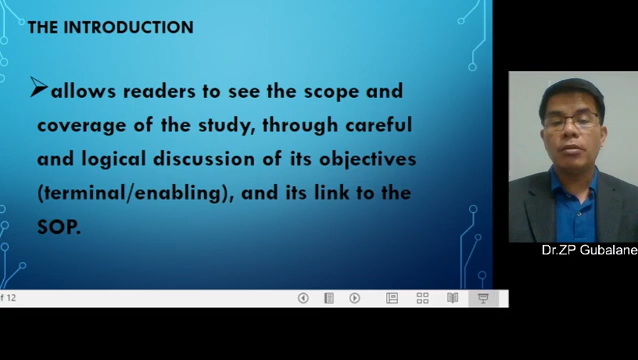 THE INTRODUCTION
allows readers to see the scope and
coverage of the study, through careful
and logical discussion of its objectives
(terminal/enabling), and its link to the
SOP.
Dr.ZP Gubalane
of 12